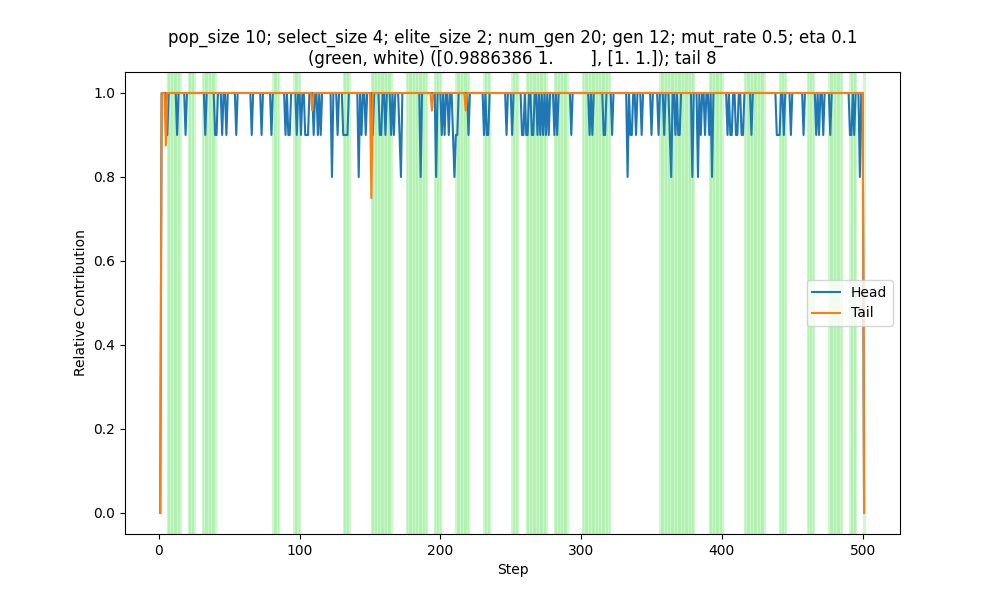 pop_size 10; select_size 4; elite_size 2; num_gen 20; gen 12; mut_rate 0.5; eta 0.1
(green, white) ([0.9886386 1.        ], [1. 1.]); tail 8
1.0
0.8
0.6
0.4
0.2
0.0
Relative Contribution
Head
Tail
0
100
200
300
400
500
Step